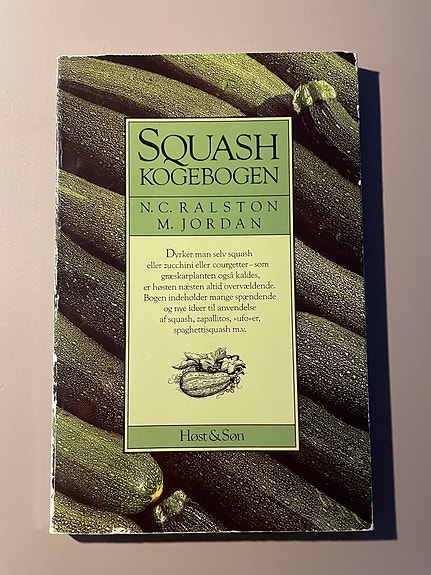 SQUASH
KOGEBOGEN
N. C. RALSTON
M. JORDAN
Dyrker man selv squash
eller zucchini eller courgetter – som
græskarplanten også kaldes,
er høsten næsten altid overvældende.
Bogen indeholder mange spændende
og nye ideer til anvendelse
af squash, zapallitos, »ufo«er,
spaghettisquash m.v.
Høst & Søn